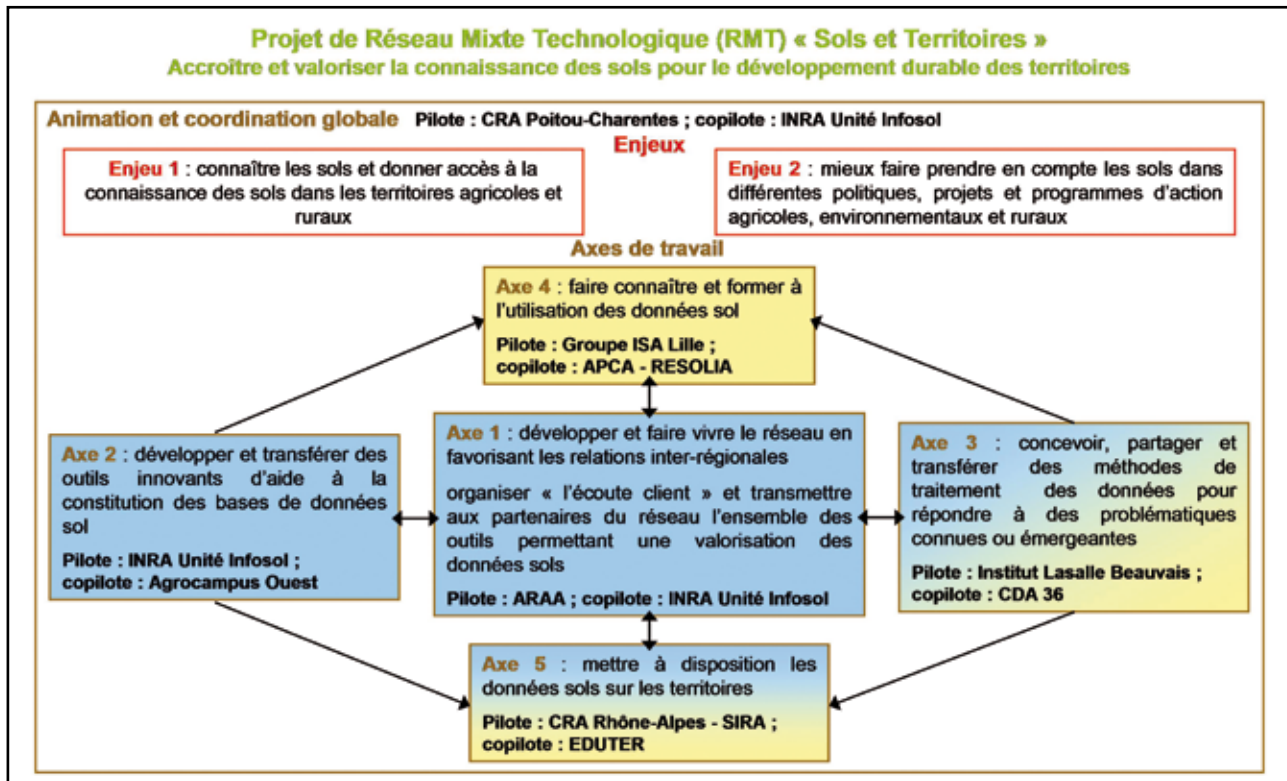 Projet de Réseau Mixte Technologique (RMT) « Sols et Territoires »
Accroître et valoriser la connaissance des sols pour le développement durable des territoires
Animation et coordination globale Pilote : CRA Poitou-Charentes ; copilote : INRA Unité Infosol
Enjeux
Enjeu 1 : connaître les sols et donner accès à la
connaissance des sols dans les territoires agricoles et
ruraux
Enjeu 2 : mieux faire prendre en compte les sols dans
différentes politiques, projets et programmes d'action
agricoles, environnementaux et ruraux
Axes de travail
Axe 4 : faire connaître et former à
l'utilisation des données sol
Pilote : Groupe ISA Lille ;
copilote : APCA - RESOLIA
Axe 2 : développer et transférer des
outils innovants d'aide à la
constitution des bases de données
sol
Pilote : INRA Unité Infosol ;
copilote : Agrocampus Ouest
Axe 1 : développer et faire vivre le réseau en
favorisant les relations inter-régionales
organiser « l'écoute client » et transmettre
aux partenaires du réseau l'ensemble des
outils permettant une valorisation des
données sols
Pilote : ARAA ; copilote : INRA Unité Infosol
Axe 3 : concevoir, partager et
transférer des méthodes de
traitement des données pour
répondre à des problématiques
connues ou émergeantes
Pilote : Institut Lasalle Beauvais ;
copilote : CDA 36
Axe 5 : mettre à disposition les
données sols sur les territoires
Pilote : CRA Rhône-Alpes - SIRA ;
copilote : EDUTER